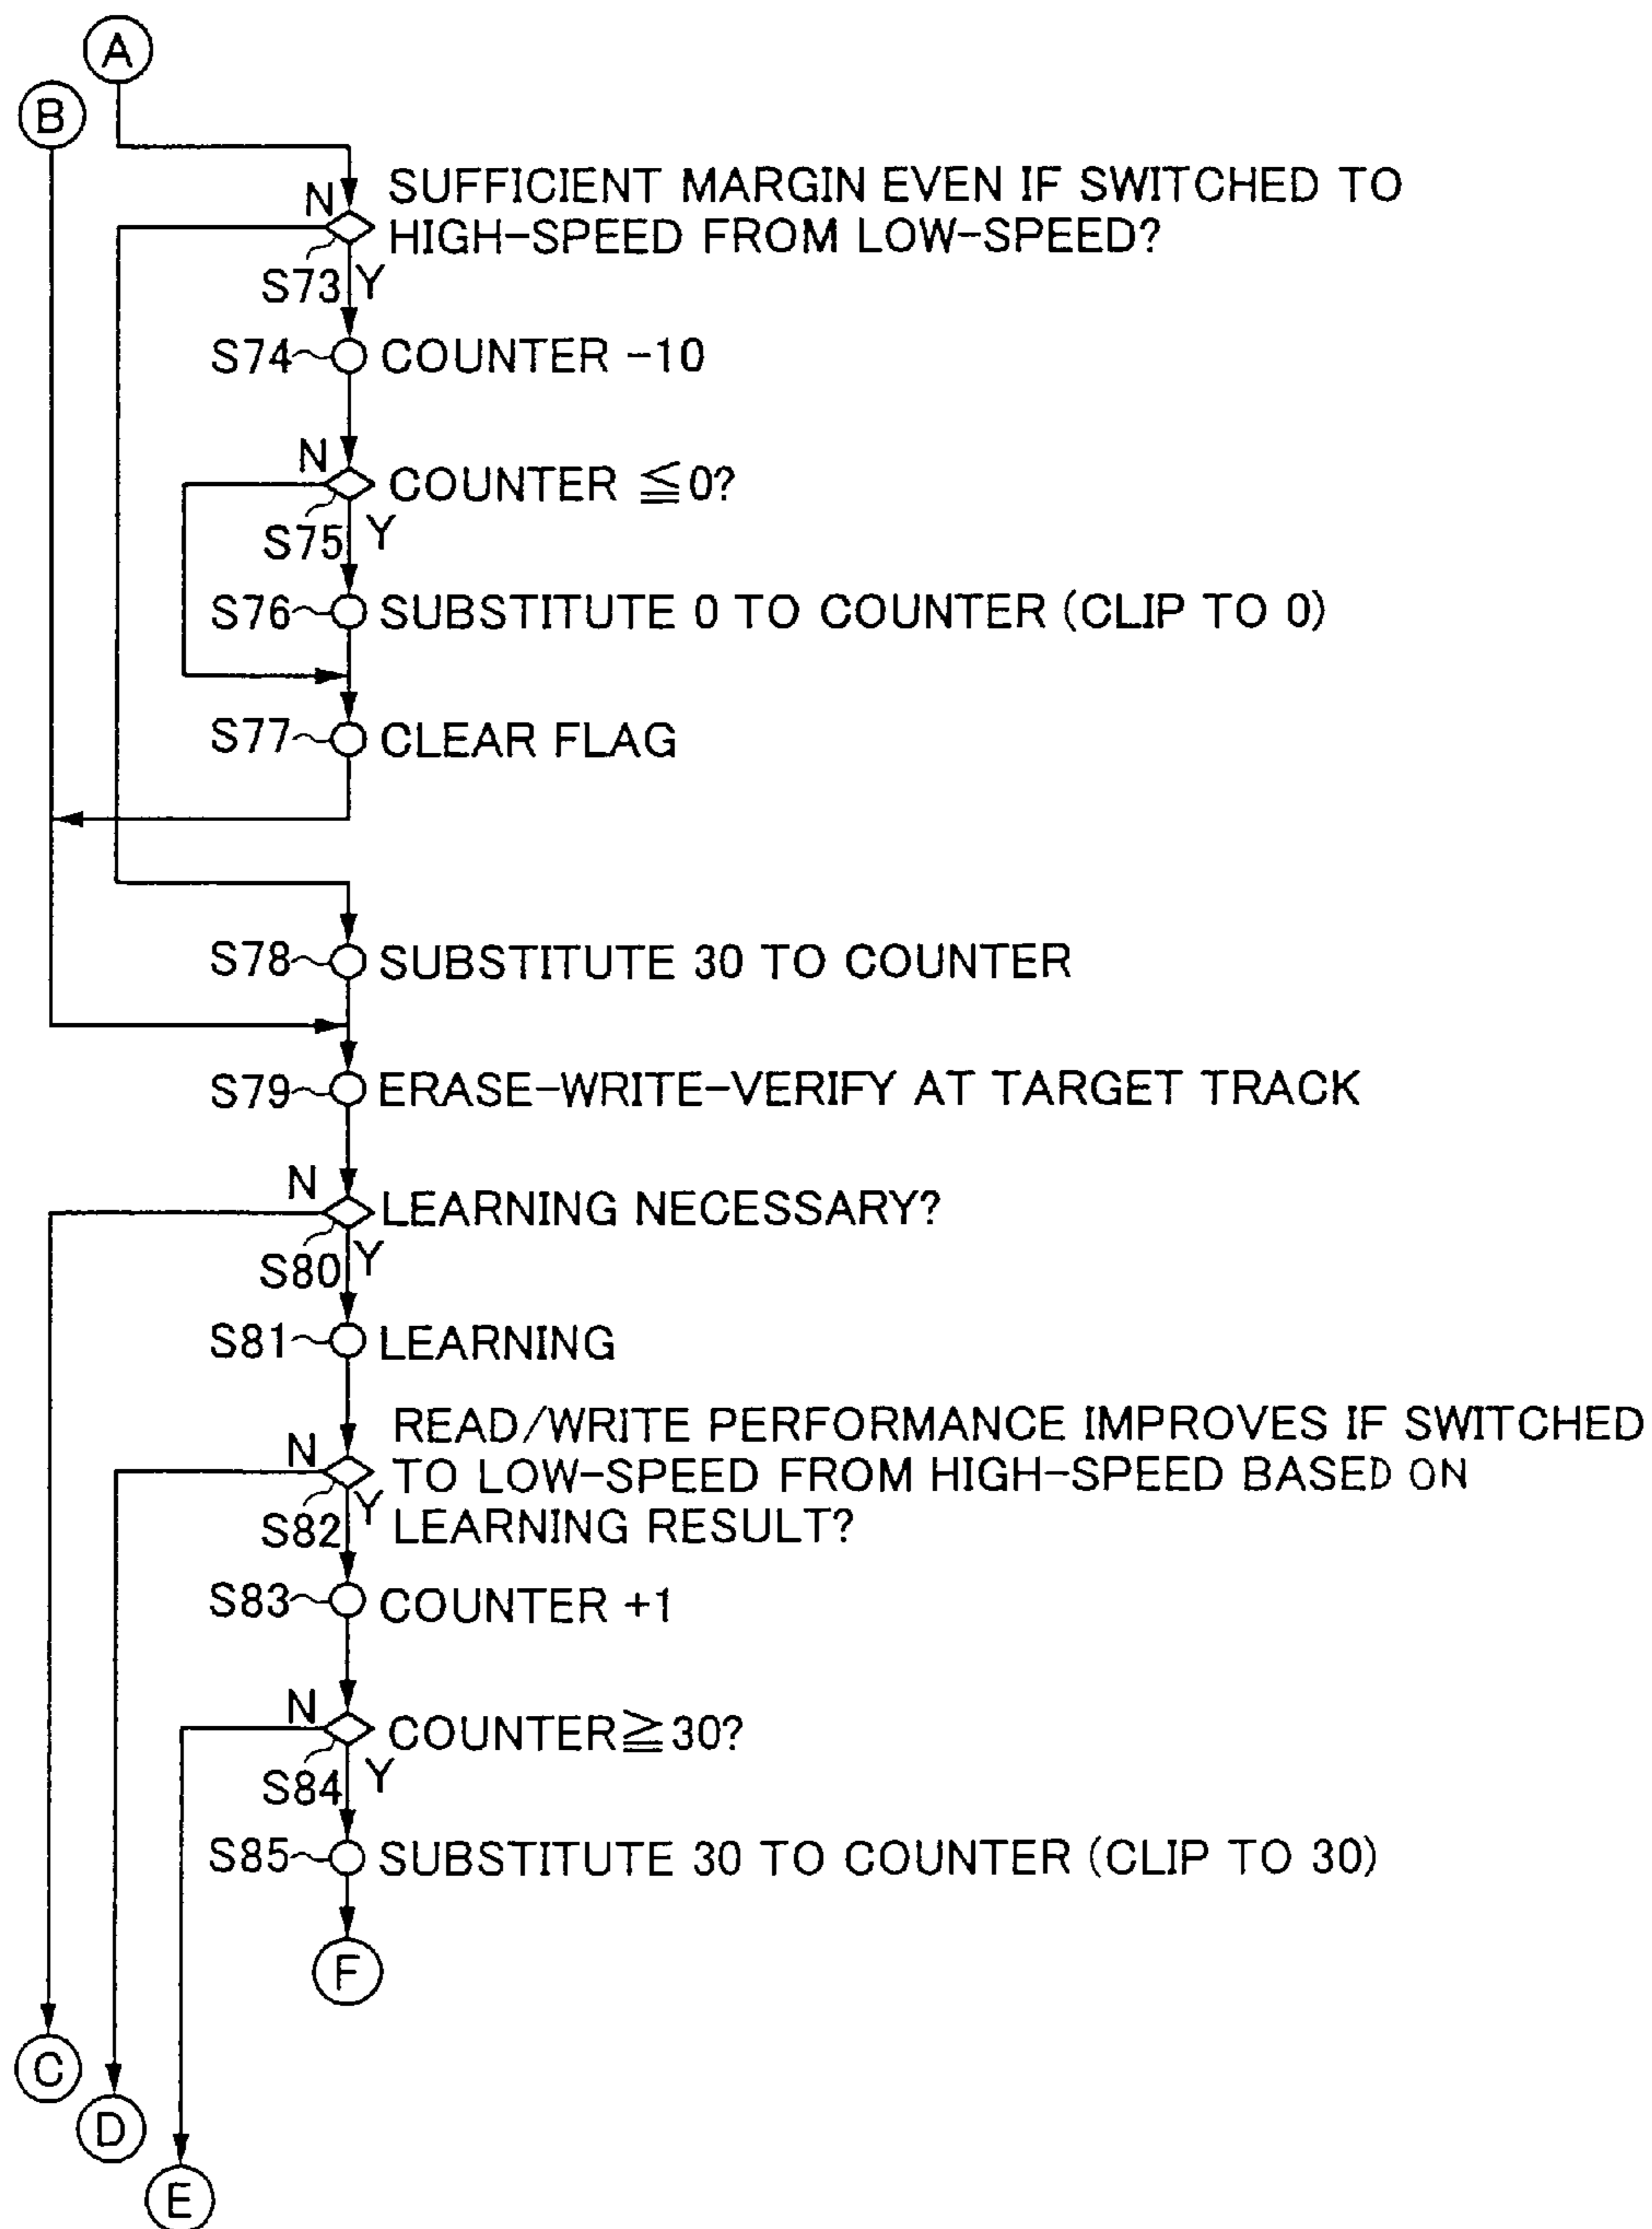 A
B
N
SUFFICIENT MARGIN EVEN IF SWITCHED TO
HIGH-SPEED FROM LOW-SPEED?
S73
Y
S74
COUNTER -10
N
COUNTER ≦0?
S75
Y
S76
SUBSTITUTE 0 TO COUNTER (CLIP TO 0)
S77
CLEAR FLAG
S78
SUBSTITUTE 30 TO COUNTER
S79
ERASE-WRITE-VERIFY AT TARGET TRACK
N
LEARNING NECESSARY?
S80
Y
S81
LEARNING
READ/WRITE PERFORMANCE IMPROVES IF SWITCHED
N
TO LOW-SPEED FROM HIGH-SPEED BASED ON
Y
LEARNING RESULT?
S82
S83
COUNTER +1
N
COUNTER≧30?
S84
Y
S85
SUBSTITUTE 30 TO COUNTER (CLIP TO 30)
F
C
D
E